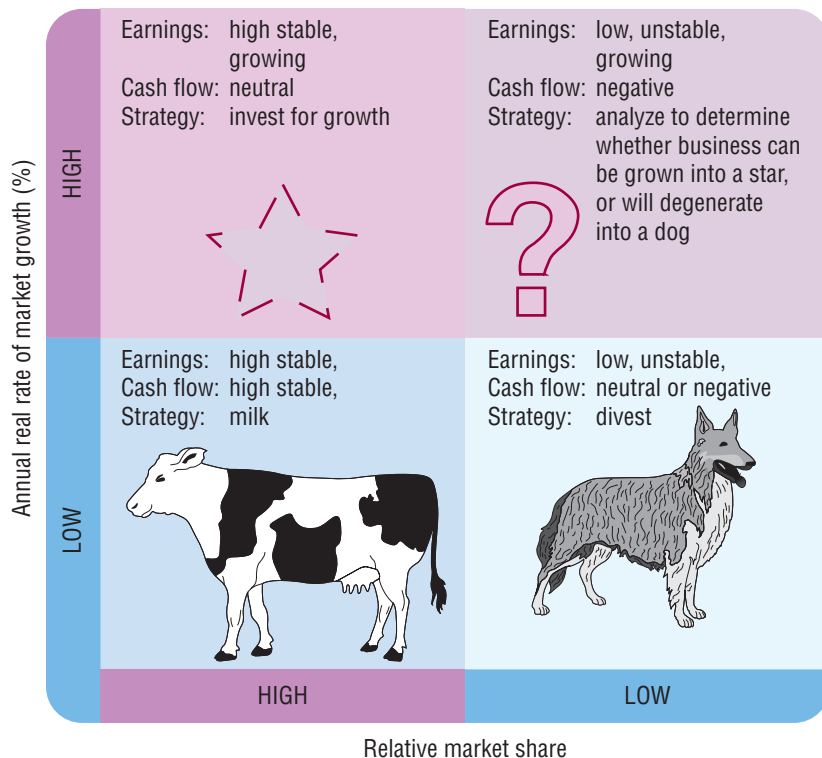 Earnings: high stable,
growing
Cash flow: neutral
Strategy: invest for growth
Earnings: low, unstable,
growing
Cash flow: negative
Strategy: analyze to determine
whether business can
be grown into a star,
or will degenerate
into a dog
?
Earnings: high stable,
Cash flow: high stable,
Strategy: milk
Earnings: low, unstable,
Cash flow: neutral or negative
Strategy: divest
Annual real rate of market growth (%)
HIGH
LOW
HIGH
LOW
Relative market share